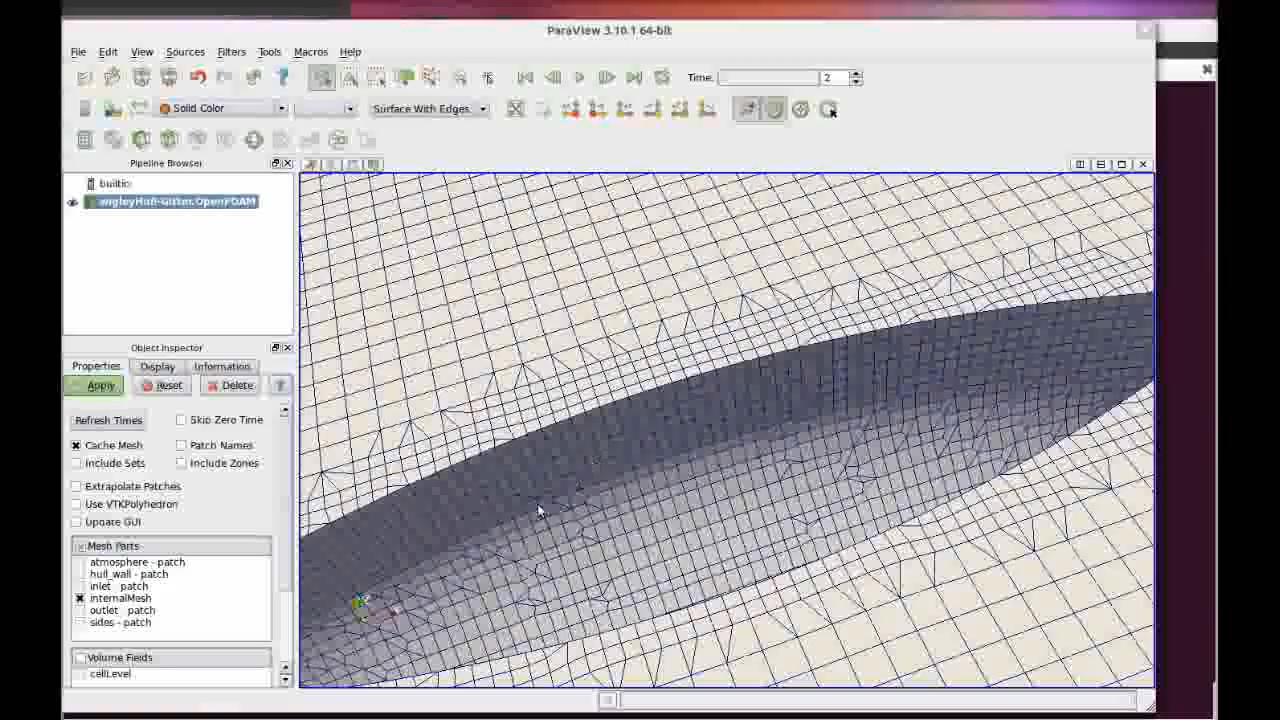 ParaView 3.10.1 64-bit
File Edit View Sources Filters Tools Macros Help
Time: 2
Solid Color Surface With Edges
Pipeline Browser
builtin:
Object Inspector
Properties Display Information
Apply Reset Delete
Refresh Times Skip Zero Time
Cache Mesh Patch Names
Include Sets Include Zones
Extrapolate Patches
Use VTKPolyhedron
Update GUI
Mesh Parts
atmosphere - patch
hull_wall - patch
inlet - patch
internalMesh
outlet - patch
sides - patch
Volume Fields
cellLevel